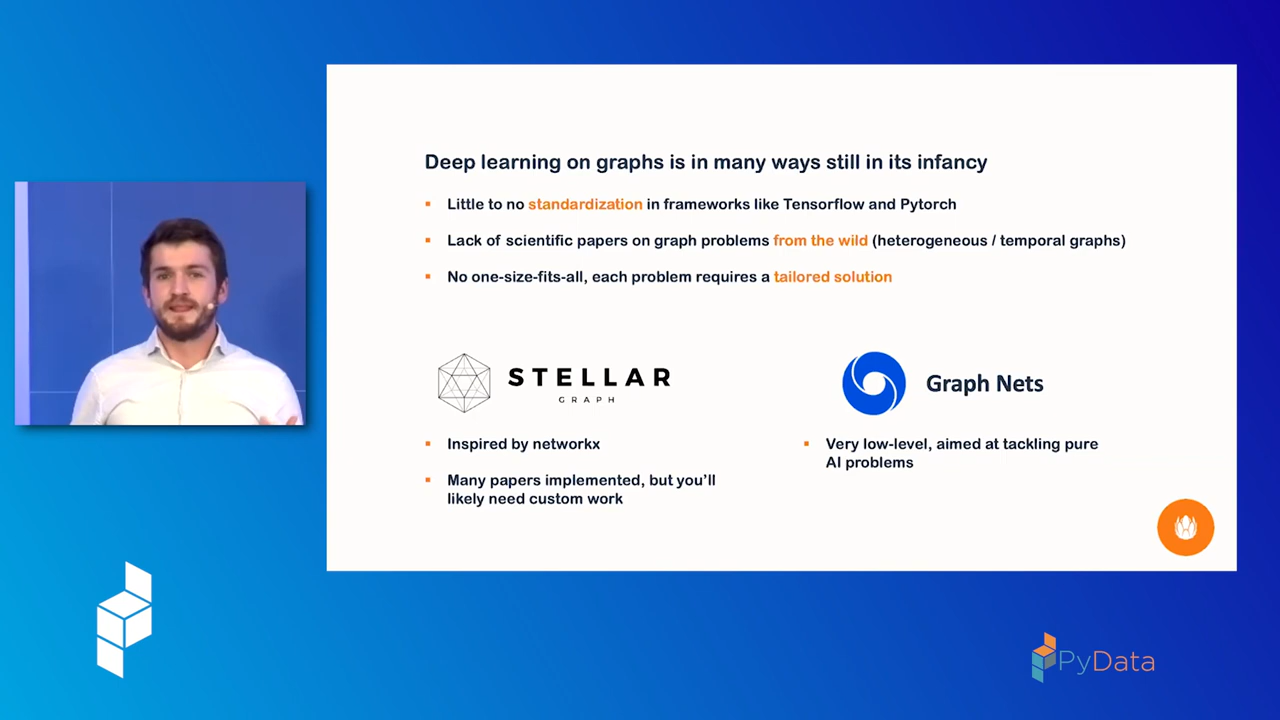 Deep learning on graphs is in many ways still in its infancy
Little to no standardization in frameworks like Tensorflow and Pytorch
Lack of scientific papers on graph problems from the wild (heterogeneous / temporal graphs)
No one-size-fits-all, each problem requires a tailored solution
STELLAR
GRAPH
Inspired by networkx
Many papers implemented, but you'll
likely need custom work
Graph Nets
Very low-level, aimed at tackling pure
AI problems
PyData